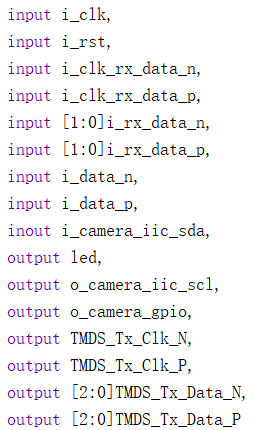 input i_clk,
input i_rst,
input i_clk_rx_data_n,
input i_clk_rx_data_p,
input [1:0]i_rx_data_n,
input [1:0]i_rx_data_p,
input i_data_n,
input i_data_p,
inout i_camera_iic_sda,
output led,
output o_camera_iic_scl,
output o_camera_gpio,
output TMDS_Tx_Clk_N,
output TMDS_Tx_Clk_P,
output [2:0]TMDS_Tx_Data_N,
output [2:0]TMDS_Tx_Data_P